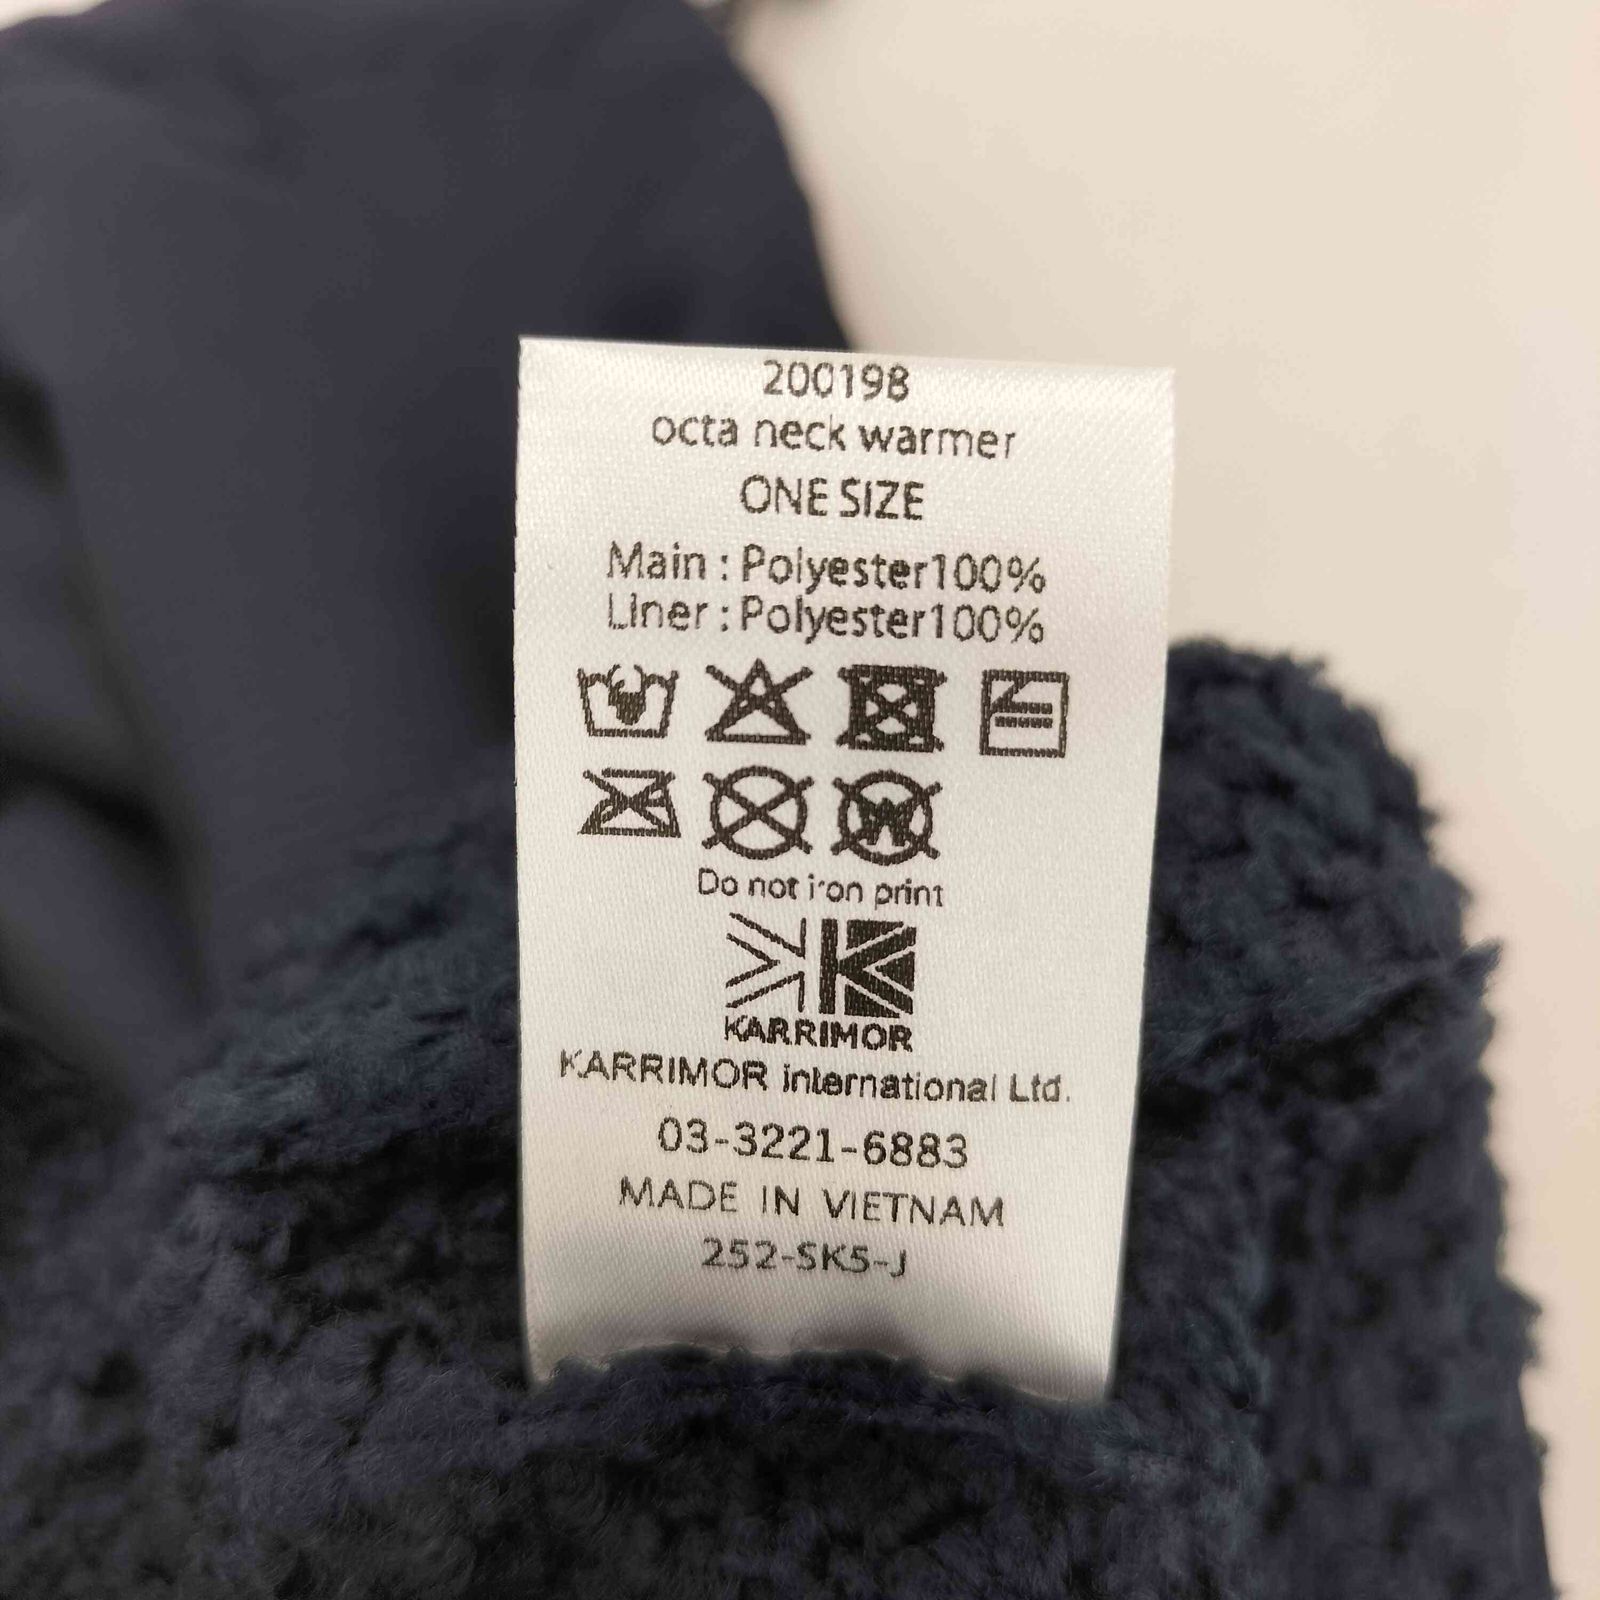 200198
octa neck warmer
ONE SIZE
Main : Polyester100%
Liner : Polyester100%
Do not iron print
KARRIMOR
KARRIMOR international Ltd.
03-3221-6883
MADE IN VIETNAM
252-SK5-J